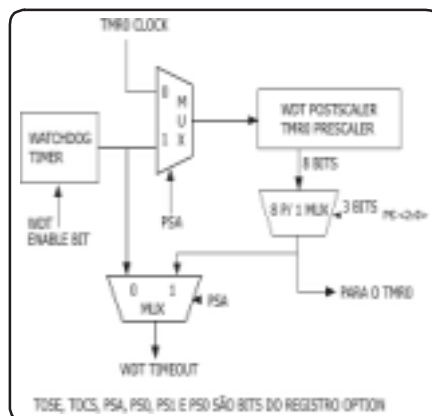 TMR0 CLOCK
0
M
U
X
1
WATCHDOG
TIMER
WDT POSTSCALER
TMR0 PRESCALER
8 BITS
WDT
ENABLE BIT
PSA
8 P/ 1 MUX
3 BITS
0 1
MUX
PSA
PARA O TMR0
WDT TIMEOUT
TOSE, TOCS, PSA, PS0, PS1 E PS0 SÃO BITS DO REGISTRO OPTION